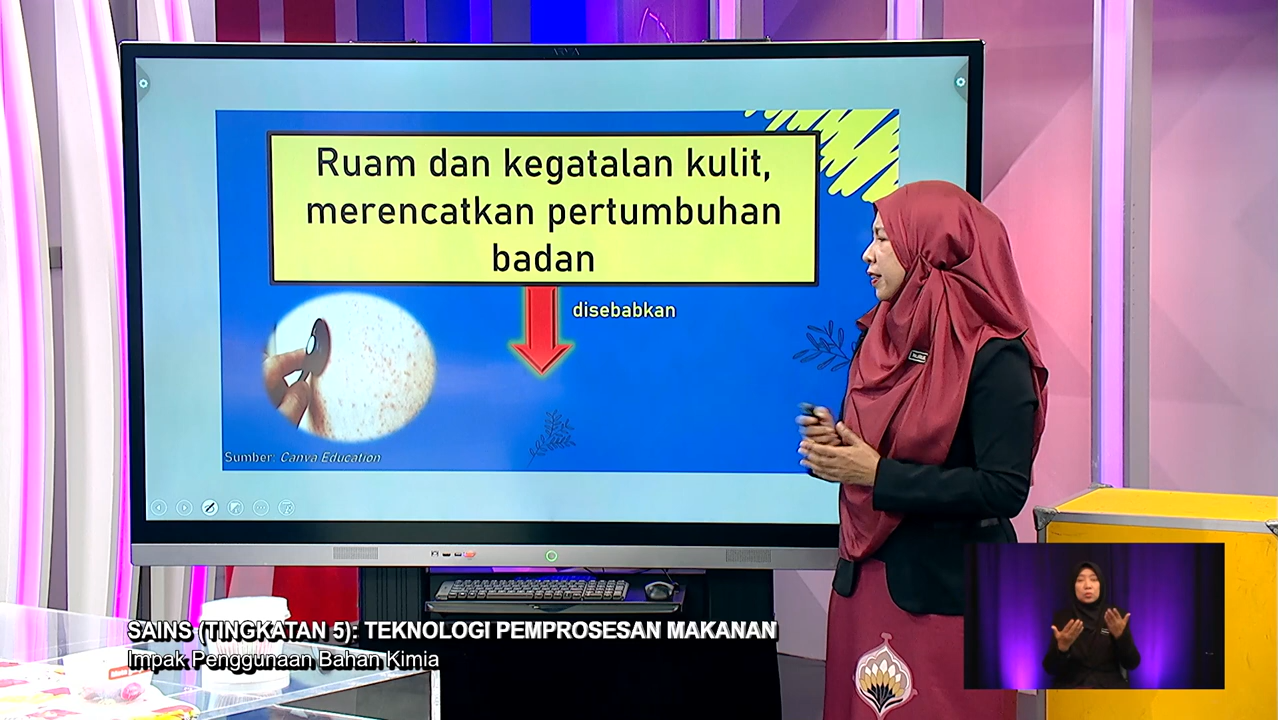 Ruam dan kegatalan kulit,
merencatkan pertumbuhan
badan
disebabkan
Sumber: Canva Education
SAINS (TINGKATAN 5): TEKNOLOGI PEMPROSESAN MAKANAN
Impak Penggunaan Bahan Kimia